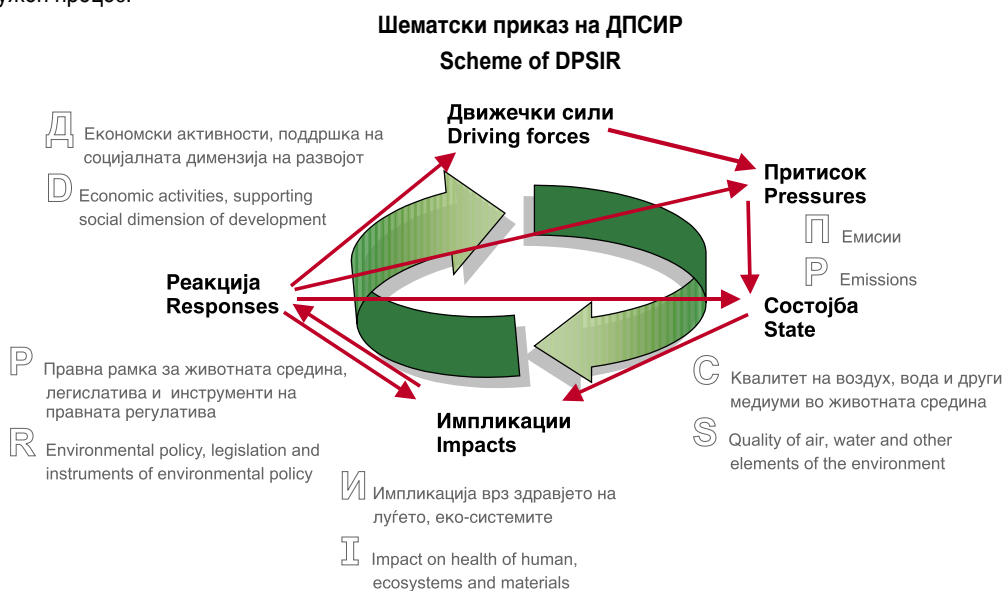 Шематски приказ на ДПСИР
Scheme of DPSIR
Движечки сили
Driving forces
Д Економски активности, поддршка на
социјалната димензија на развојот
D Economic activities, supporting
social dimension of development
Притисок
Pressures
П Емисии
P Emissions
Реакција
Responses
Состојба
State
Р Правна рамка за животната средина,
легислатива и инструменти на
правната регулатива
R Environmental policy, legislation and
instruments of environmental policy
С Квалитет на воздух, вода и други
медиуми во животната средина
S Quality of air, water and other
elements of the environment
Импликации
Impacts
И Импликација врз здравјето на
луѓето, еко-системите
I Impact on health of human,
ecosystems and materials